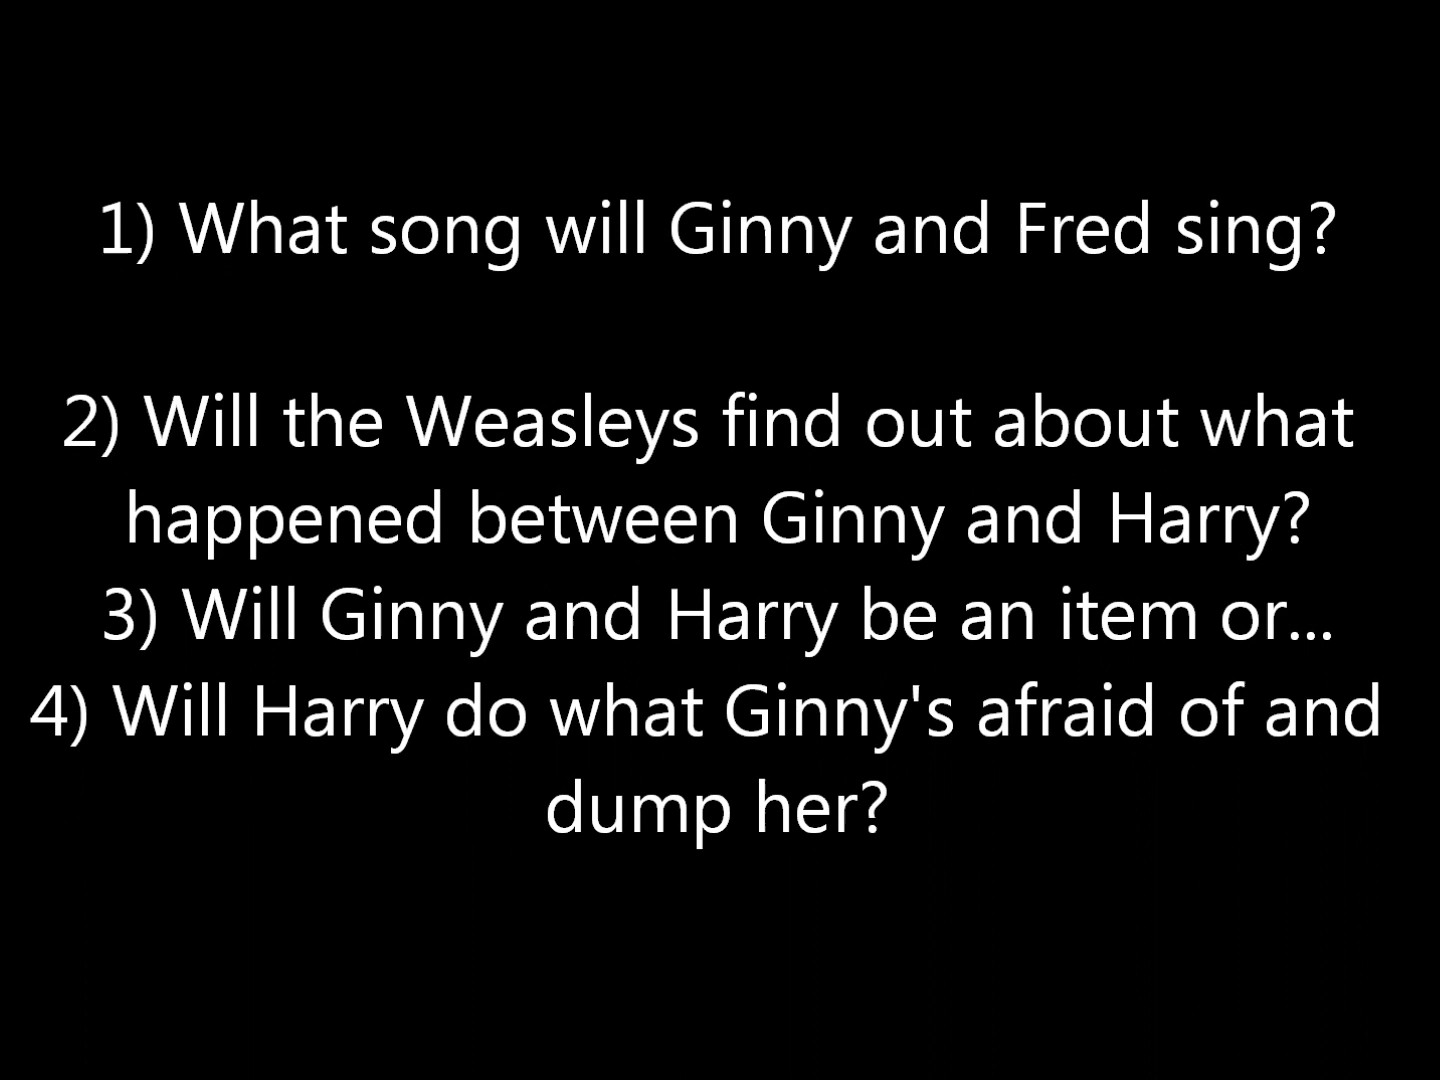 1) What song will Ginny and Fred sing?
2) Will the Weasleys find out about what
happened between Ginny and Harry?
3) Will Ginny and Harry be an item or...
4) Will Harry do what Ginny's afraid of and
dump her?